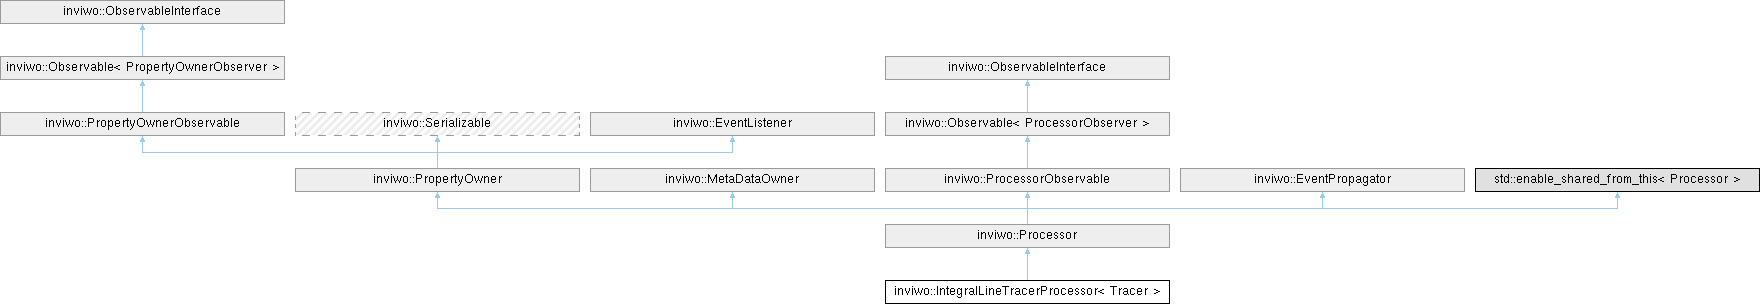 inviwo::ObservableInterface
inviwo::Observable< PropertyOwnerObserver >
inviwo::ObservableInterface
inviwo::PropertyOwnerObservable
inviwo::Serializable
inviwo::EventListener
inviwo::Observable< ProcessorObserver >
inviwo::PropertyOwner
inviwo::MetaDataOwner
inviwo::ProcessorObservable
inviwo::EventPropagator
std::enable_shared_from_this< Processor >
inviwo::Processor
inviwo::IntegralLineTracerProcessor< Tracer >